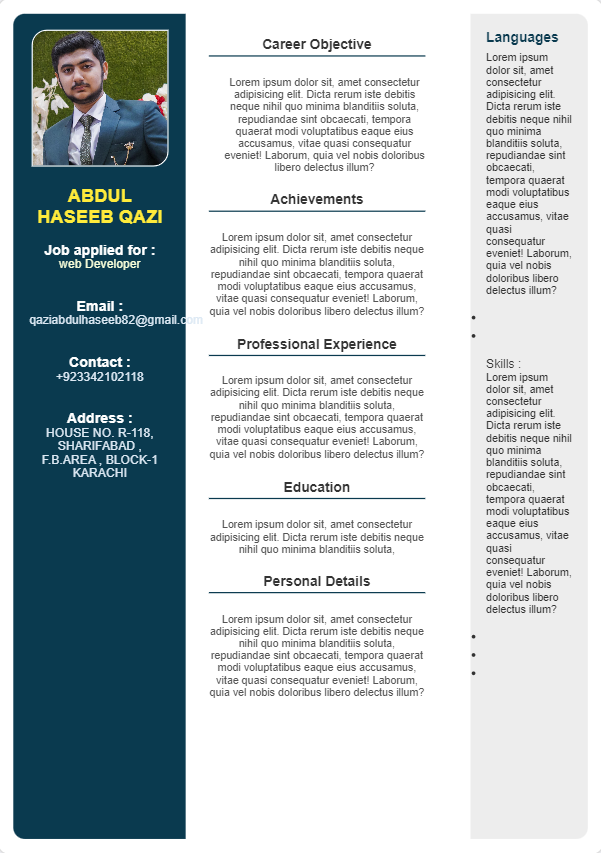 ABDUL
HASEEB QAZI
Job applied for :
web Developer
Email :
qaziabdulhaseeb82@gmail.com
Contact :
+923342102118
Address :
HOUSE NO. R-118,
SHARIFABAD ,
F.B.AREA , BLOCK-1
KARACHI
Career Objective
Lorem ipsum dolor sit, amet consectetur
adipisicing elit. Dicta rerum iste debitis
neque nihil quo minima blanditiis soluta,
repudiandae sint obcaecati, tempora
quaerat modi voluptatibus eaque eius
accusamus, vitae quasi consequatur
eveniet! Laborum, quia vel nobis doloribus
libero delectus illum?
Achievements
Lorem ipsum dolor sit, amet consectetur
adipisicing elit. Dicta rerum iste debitis neque
nihil quo minima blanditiis soluta,
repudiandae sint obcaecati, tempora quaerat
modi voluptatibus eaque eius accusamus,
vitae quasi consequatur eveniet! Laborum,
quia vel nobis doloribus libero delectus illum?
Professional Experience
Lorem ipsum dolor sit, amet consectetur
adipisicing elit. Dicta rerum iste debitis neque
nihil quo minima blanditiis soluta,
repudiandae sint obcaecati, tempora quaerat
modi voluptatibus eaque eius accusamus,
vitae quasi consequatur eveniet! Laborum,
quia vel nobis doloribus libero delectus illum?
Education
Lorem ipsum dolor sit, amet consectetur
adipisicing elit. Dicta rerum iste debitis neque
nihil quo minima blanditiis soluta,
Personal Details
Lorem ipsum dolor sit, amet consectetur
adipisicing elit. Dicta rerum iste debitis neque
nihil quo minima blanditiis soluta,
repudiandae sint obcaecati, tempora quaerat
modi voluptatibus eaque eius accusamus,
vitae quasi consequatur eveniet! Laborum,
quia vel nobis doloribus libero delectus illum?
Languages
Lorem ipsum
dolor sit, amet
consectetur
adipisicing elit.
Dicta rerum iste
debitis neque nihil
quo minima
blanditiis soluta,
repudiandae sint
obcaecati,
tempora quaerat
modi voluptatibus
eaque eius
accusamus, vitae
quasi
consequatur
eveniet! Laborum,
quia vel nobis
doloribus libero
delectus illum?
Skills :
Lorem ipsum
dolor sit, amet
consectetur
adipisicing elit.
Dicta rerum iste
debitis neque nihil
quo minima
blanditiis soluta,
repudiandae sint
obcaecati,
tempora quaerat
modi voluptatibus
eaque eius
accusamus, vitae
quasi
consequatur
eveniet! Laborum,
quia vel nobis
doloribus libero
delectus illum?